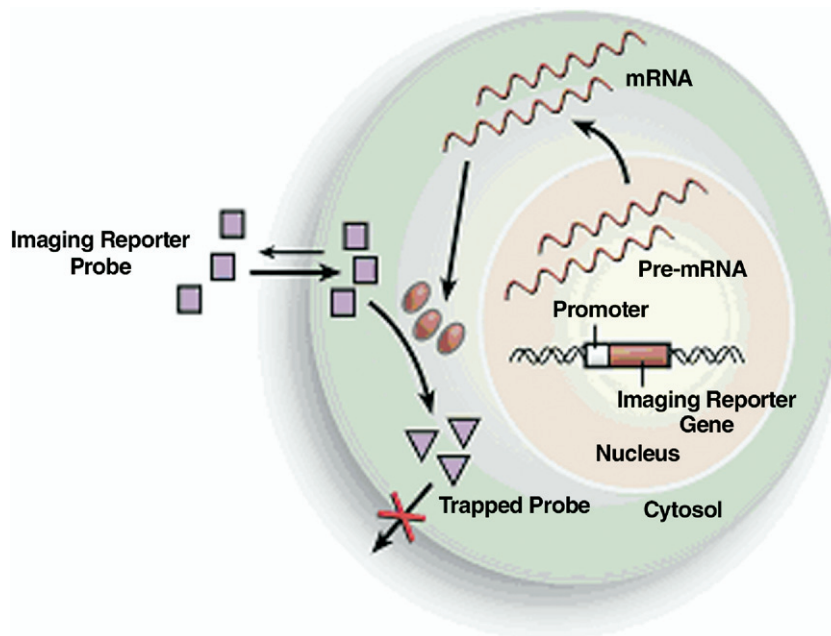 mRNA
Imaging Reporter
Probe
Pre-mRNA
Promoter
Imaging Reporter
Gene
Nucleus
Trapped Probe
Cytosol